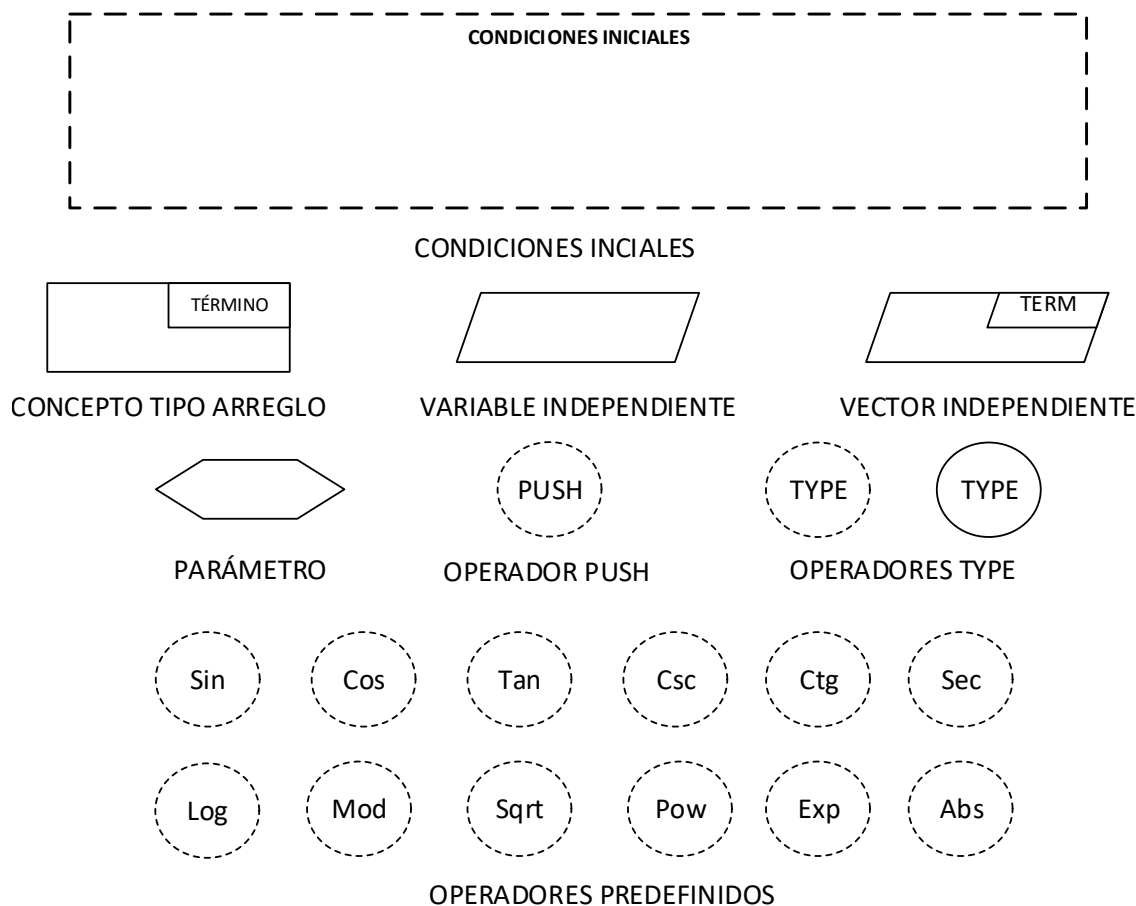 CONDICIONES INICIALES
CONDICIONES INCIALES
TÉRMINO
TERM
CONCEPTO TIPO ARREGLO
VARIABLE INDEPENDIENTE
VECTOR INDEPENDIENTE
PUSH
TYPE
TYPE
PARÁMETRO
OPERADOR PUSH
OPERADORES TYPE
Sin
Cos
Tan
Csc
Ctg
Sec
Log
Mod
Sqrt
Pow
Exp
Abs
OPERADORES PREDEFINIDOS